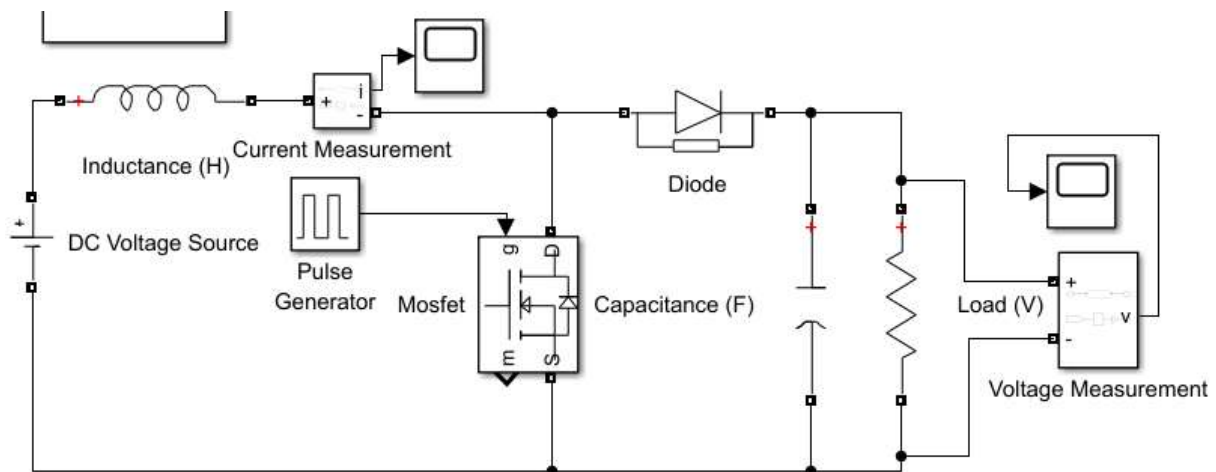 i
+
-
Current Measurement
Inductance (H)
Diode
+
DC Voltage Source
Pulse
Generator
g
D
Mosfet
m
S
Capacitance (F)
Load (V)
+
v
-
Voltage Measurement